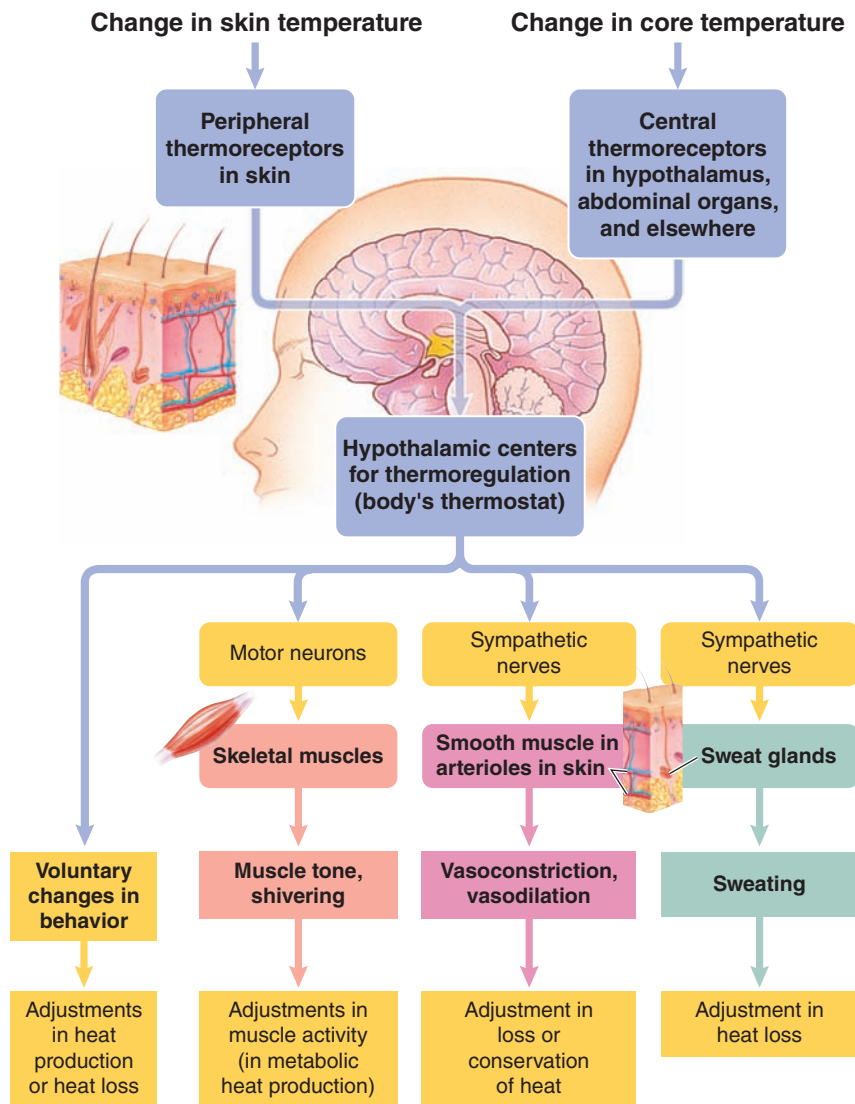 Change in skin temperature
Change in core temperature
Peripheral
thermoreceptors
in skin
Central
thermoreceptors
in hypothalamus,
abdominal organs,
and elsewhere
Hypothalamic centers
for thermoregulation
(body's thermostat)
Motor neurons
Sympathetic
nerves
Sympathetic
nerves
Skeletal muscles
Smooth muscle in
arterioles in skin
Sweat glands
Voluntary
changes in
behavior
Muscle tone,
shivering
Vasoconstriction,
vasodilation
Sweating
Adjustments
in heat
production
or heat loss
Adjustments in
muscle activity
(in metabolic
heat production)
Adjustment in
loss or
conservation
of heat
Adjustment in
heat loss